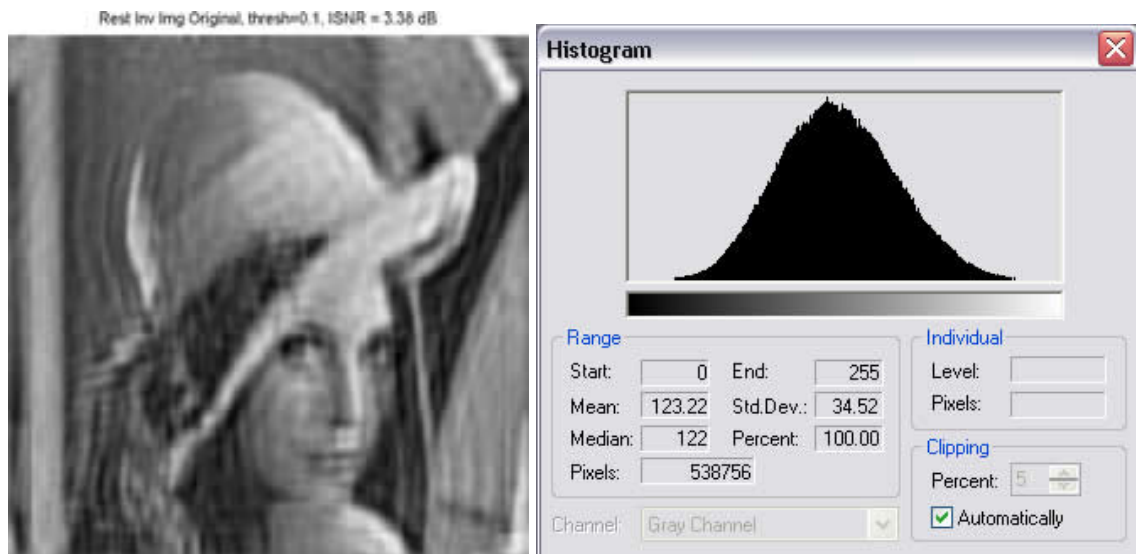 Rest Inv Img Original, thresh=0.1, ISNR = 3.38 dB
Histogram
Range
Start: 0 End: 255
Mean: 123.22 Std.Dev.: 34.52
Median: 122 Percent: 100.00
Pixels: 538756
Individual
Level:
Pixels:
Clipping
Percent: 5
Automatically
Channel: Gray Channel